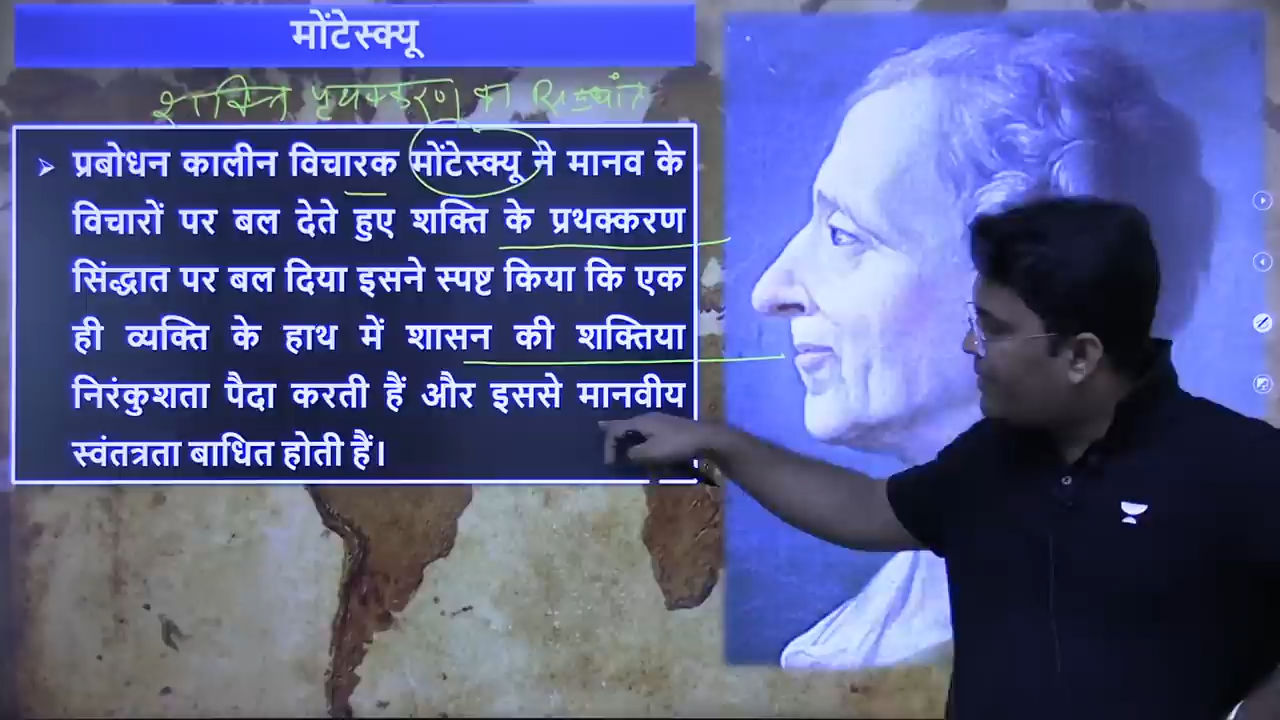 मोंटेस्क्यू
शक्ति पृथक्करण का सिध्धांत
प्रबोधन कालीन विचारक मोंटेस्क्यू ने मानव के
विचारों पर बल देते हुए शक्ति के प्रथक्करण
सिंद्धात पर बल दिया इसने स्पष्ट किया कि एक
ही व्यक्ति के हाथ में शासन की शक्तिया
निरंकुशता पैदा करती हैं और इससे मानवीय
स्वंतत्रता बाधित होती हैं।